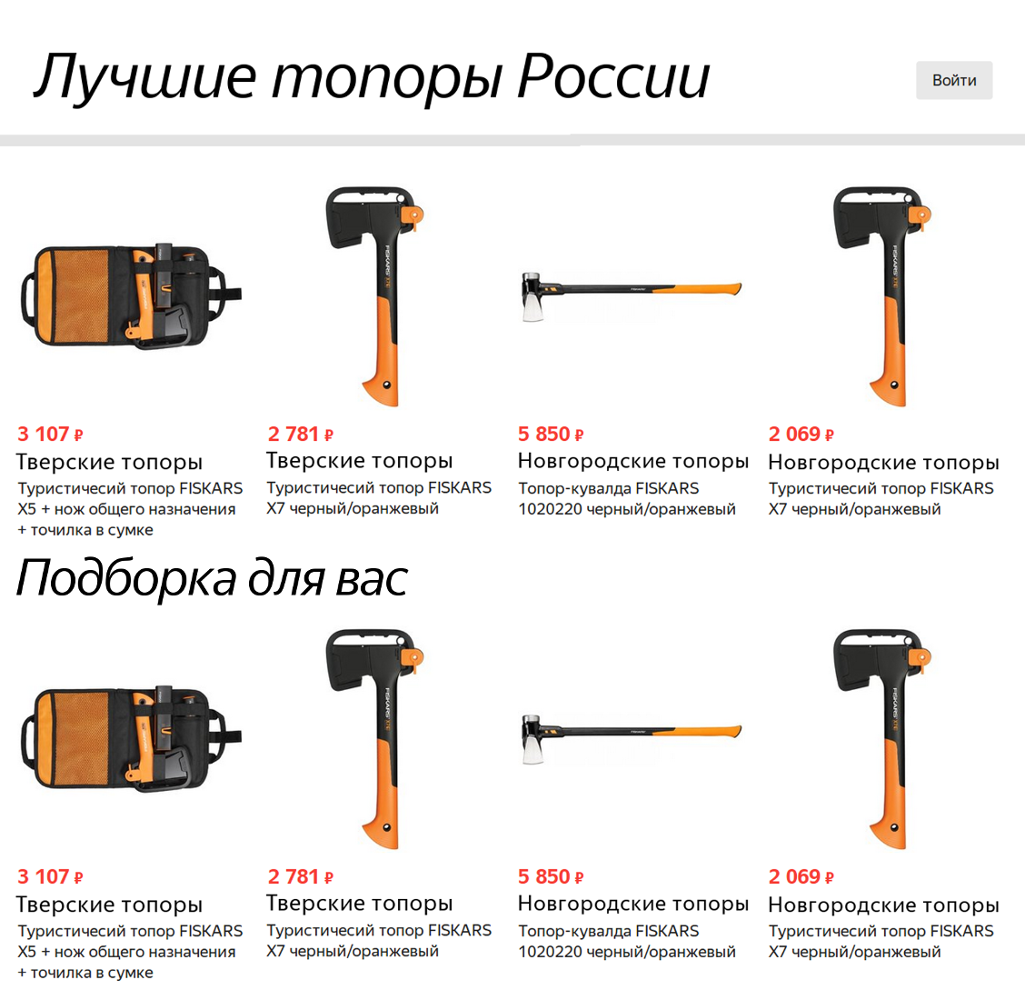 Лучшие топоры России
Войти
3 107 ₽
Тверские топоры
Туристичесий топор FISKARS
X5 + нож общего назначения
+ точилка в сумке
2 781 ₽
Тверские топоры
Туристичесий топор FISKARS
X7 черный/оранжевый
5 850 ₽
Новгородские топоры
Топор-кувалда FISKARS
1020220 черный/оранжевый
2 069 ₽
Новгородские топоры
Туристичесий топор FISKARS
X7 черный/оранжевый
FISKARS
FISKARS
Подборка для вас
3 107 ₽
Тверские топоры
Туристичесий топор FISKARS
X5 + нож общего назначения
+ точилка в сумке
2 781 ₽
Тверские топоры
Туристичесий топор FISKARS
X7 черный/оранжевый
5 850 ₽
Новгородские топоры
Топор-кувалда FISKARS
1020220 черный/оранжевый
2 069 ₽
Новгородские топоры
Туристичесий топор FISKARS
X7 черный/оранжевый
FISKARS
FISKARS